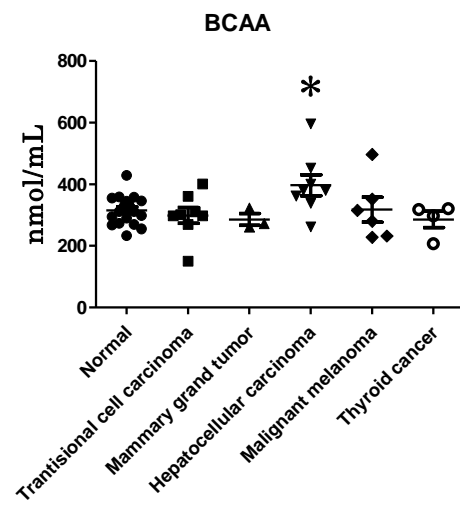 BCAA
*
nmol/mL
800
600
400
200
0
Normal
Trantisional cell carcinoma
Mammary grand tumor
Hepatocellular carcinoma
Malignant melanoma
Thyroid cancer